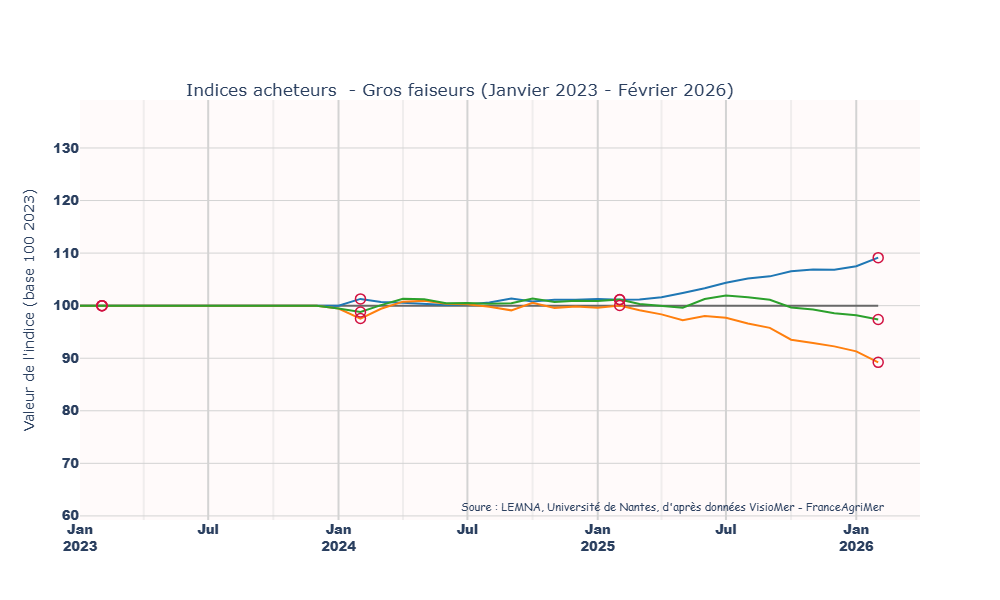 Indices acheteurs  - Gros faiseurs (Janvier 2023 - Février 2026)
Valeur de l'indice (base 100 2023)
130
120
110
100
90
80
70
60
Soure : LEMNA, Université de Nantes, d'après données VisioMer - FranceAgriMer
Jan Jul Jan Jul Jan Jul Jan
2023 2024 2025 2026